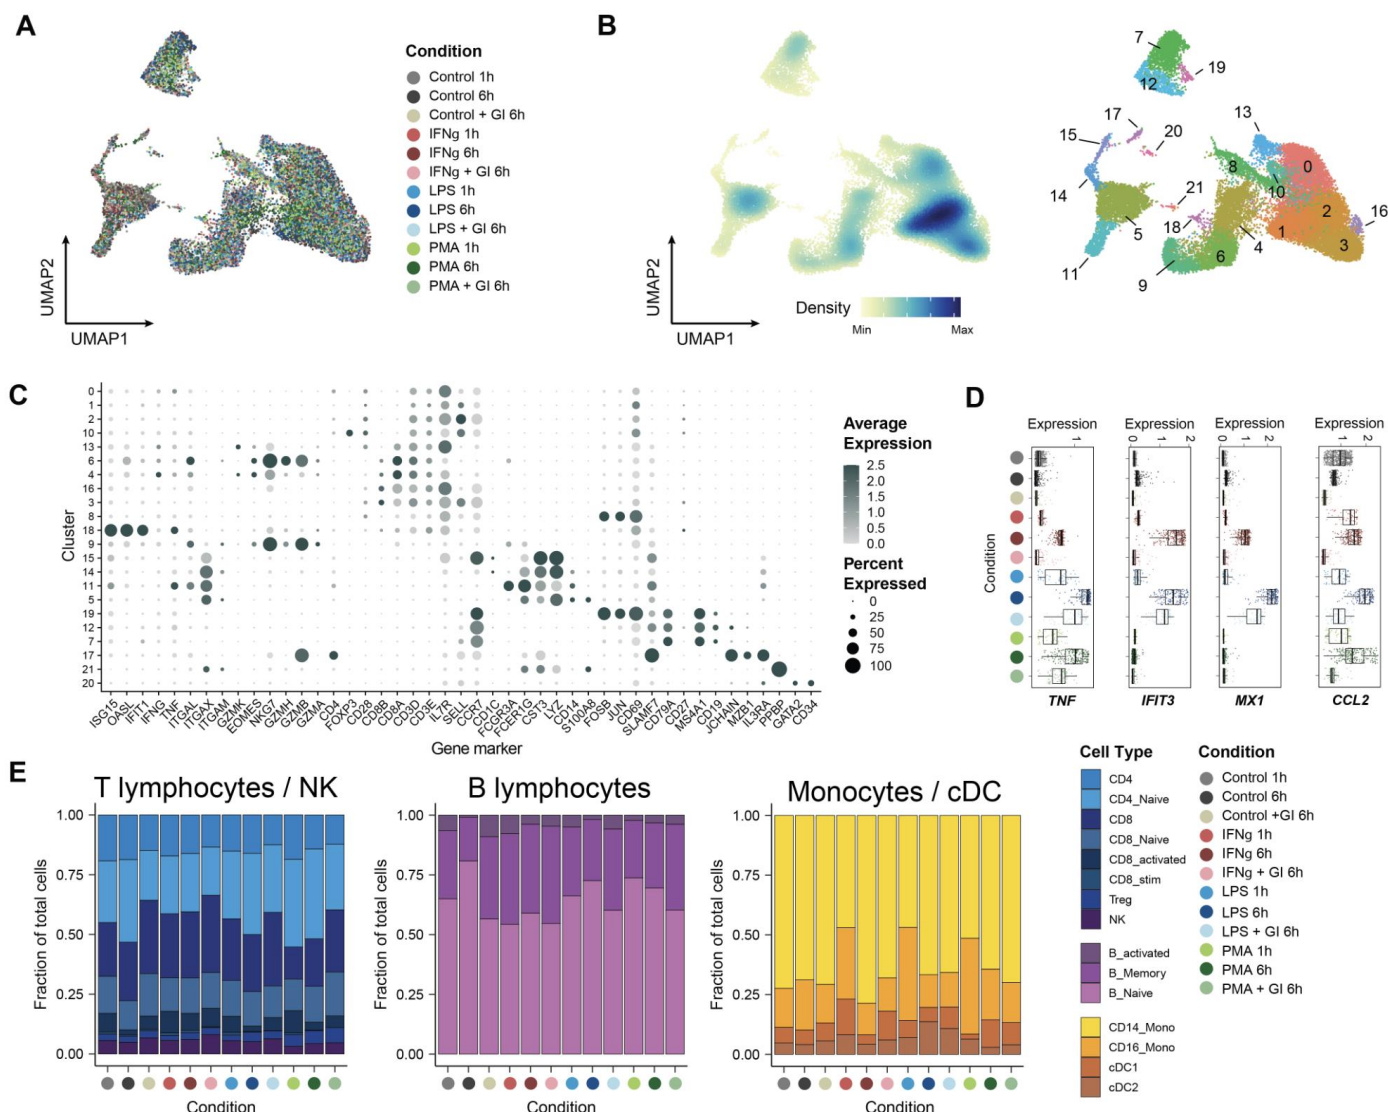 A
Condition
Control 1h
Control 6h
Control + GI 6h
IFNg 1h
IFNg 6h
IFNg + GI 6h
LPS 1h
LPS 6h
LPS + GI 6h
PMA 1h
PMA 6h
PMA + GI 6h
UMAP2
UMAP1
B
UMAP2
UMAP1
Density
Min Max
7
19
12
17
13
15
20
8
0
10
14
21
2
16
18
5
4
1
3
11
9
6
C
Cluster
0
1
2
10
13
6
4
16
3
8
18
9
15
14
11
5
19
12
7
17
21
20
ISG15 OASL IFIT1 IFNG TNF ITGAL ITGAX ITGAM GZMK EOMES NKG7 GZMH GZMB GZMA CD4 FOXP3 CD28 CD8B CD8A CD3D CD3E IL7R SELL CCR7 CD1C FCGR3A FCER1G CST3 LYZ CD14 S100A8 FOSB JUN CD69 SLAMF7 CD79A CD27 MS4A1 CD19 JCHAIN MZB1 IL3RA PPBP GATA2 CD34
Gene marker
Average
Expression
2.5
2.0
1.5
1.0
0.5
0.0
Percent
Expressed
0
25
50
75
100
D
Expression Expression Expression Expression
1 0 1 2 0 1 2 0 1 2
Condition
TNF IFIT3 MX1 CCL2
E
T lymphocytes / NK
Fraction of total cells
1.00
0.75
0.50
0.25
0.00
Condition
B lymphocytes
Fraction of total cells
1.00
0.75
0.50
0.25
0.00
Condition
Monocytes / cDC
Fraction of total cells
1.00
0.75
0.50
0.25
0.00
Condition
Cell Type
CD4
CD4_Naive
CD8
CD8_Naive
CD8_activated
CD8_stim
Treg
NK
B_activated
B_Memory
B_Naive
CD14_Mono
CD16_Mono
cDC1
cDC2
Condition
Control 1h
Control 6h
Control +GI 6h
IFNg 1h
IFNg 6h
IFNg + GI 6h
LPS 1h
LPS 6h
LPS + GI 6h
PMA 1h
PMA 6h
PMA + GI 6h